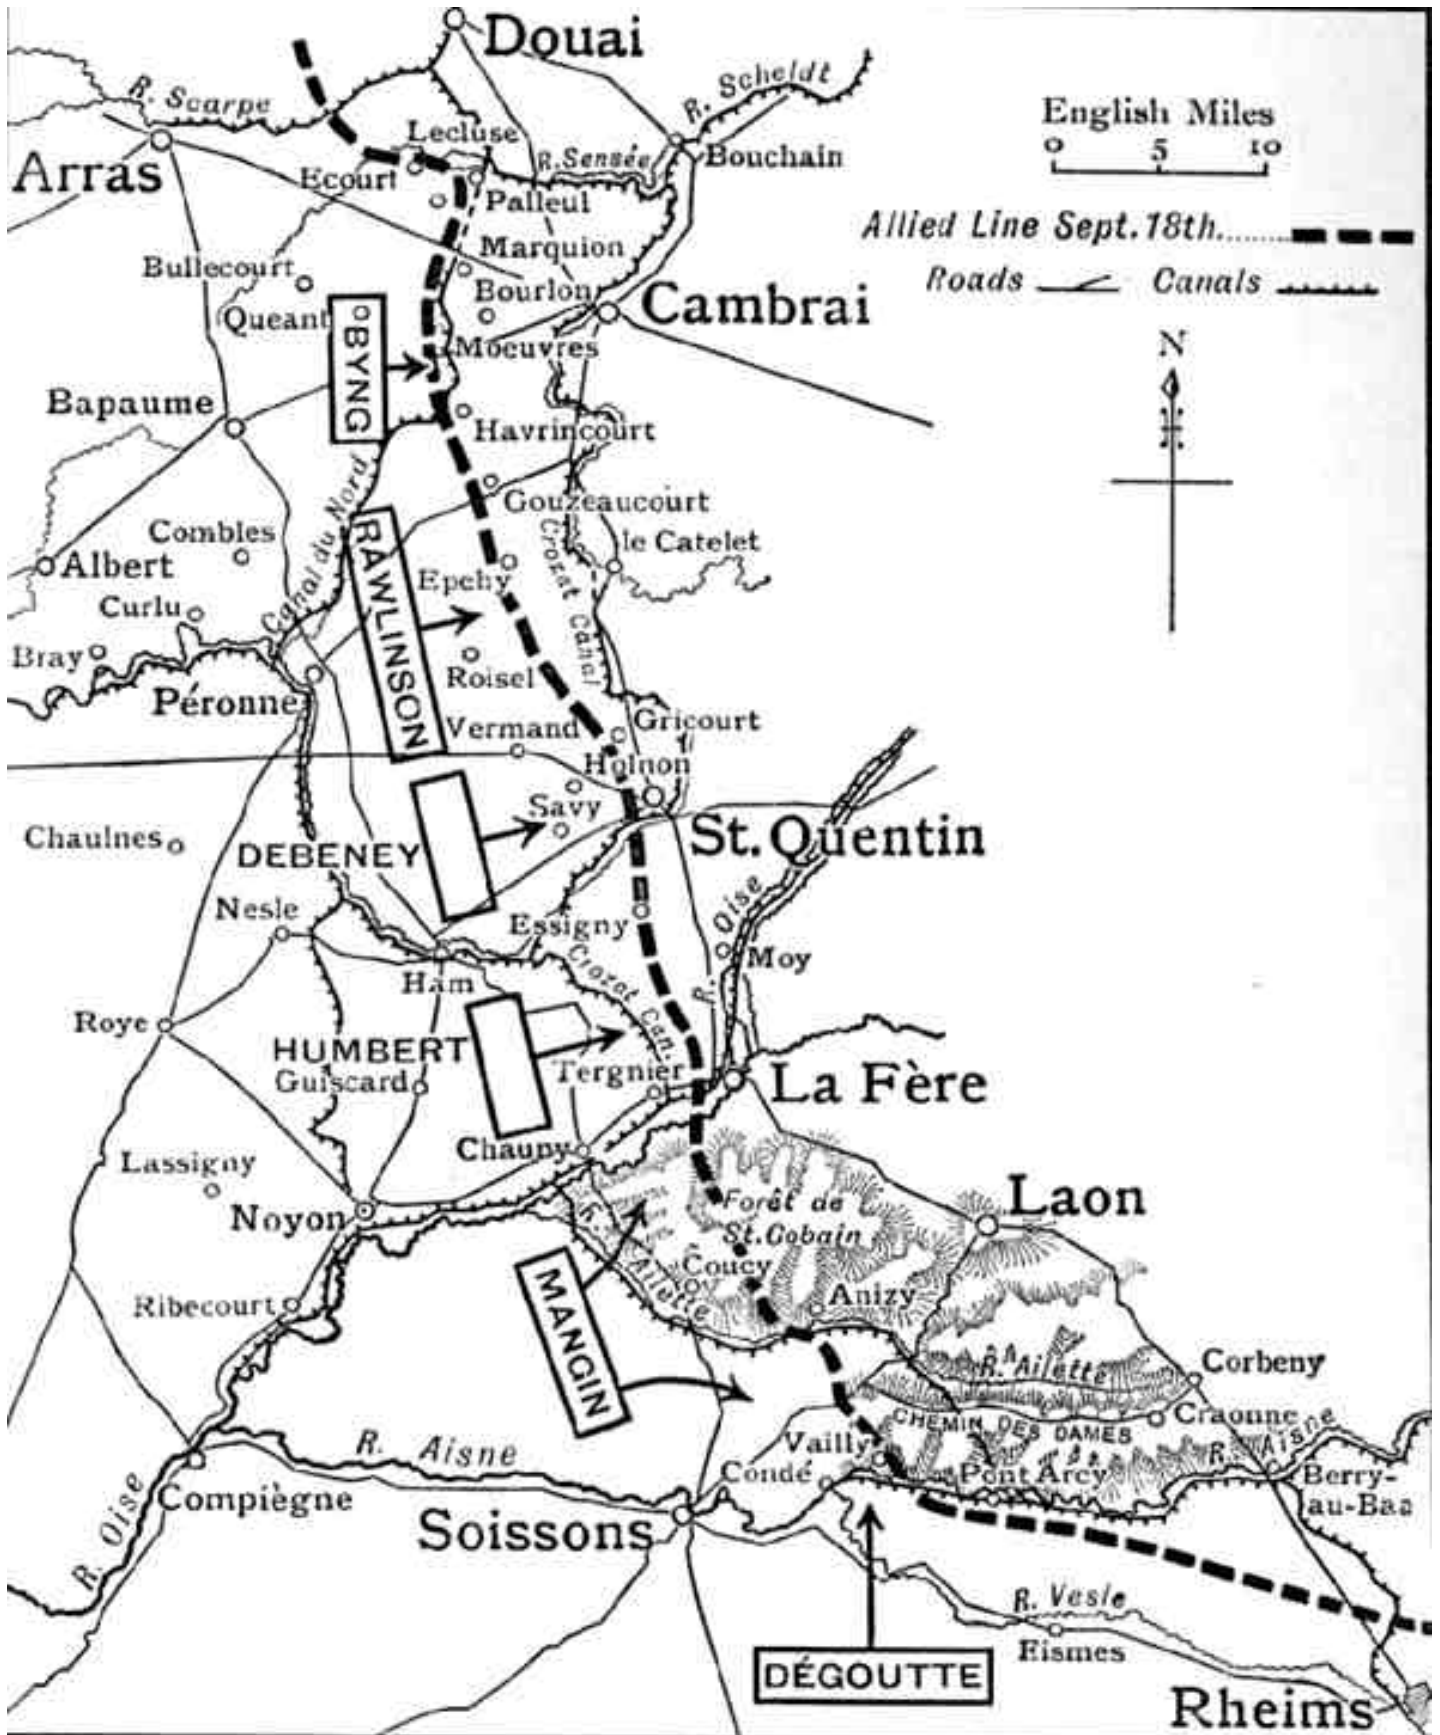 Douai
R. Scheldt
R. Scarpe
English Miles
0 5 10
Lecluse
R. Sensée
Bouchain
Arras
Ecourt
Palleul
Allied Line Sept. 18th.
Marquion
Roads Canals
Bullecourt
Bourlon
Cambrai
Queant
Moeuvres
N
BYNG
Bapaume
Havrincourt
Canal du Nord
Gouzeaucourt
Combles
RAWLINSON
Crozat Canal
le Catelet
Albert
Epehy
Curlu
Bray
Roisel
Péronne
Vermand
Gricourt
Holnon
Savy
Chaulnes
DEBENEY
St. Quentin
Nesle
Essigny
R. Oise
Moy
Ham
Crozat Can.
Roye
HUMBERT
Guiscard
Tergnier
La Fère
Chauny
Lassigny
Noyon
Forêt de
St. Gobain
Laon
R. Ailette
Coucy
MANGIN
Anizy
Ribecourt
R. Ailette
Corbeny
CHEMIN DES DAMES
Craonne
R. Aisne
Vailly
R. Aisne
Condé
Pont Arcy
Berry-
au-Bac
Compiègne
R. Oise
Soissons
R. Vesle
Fismes
DÉGOUTTE
Rheims